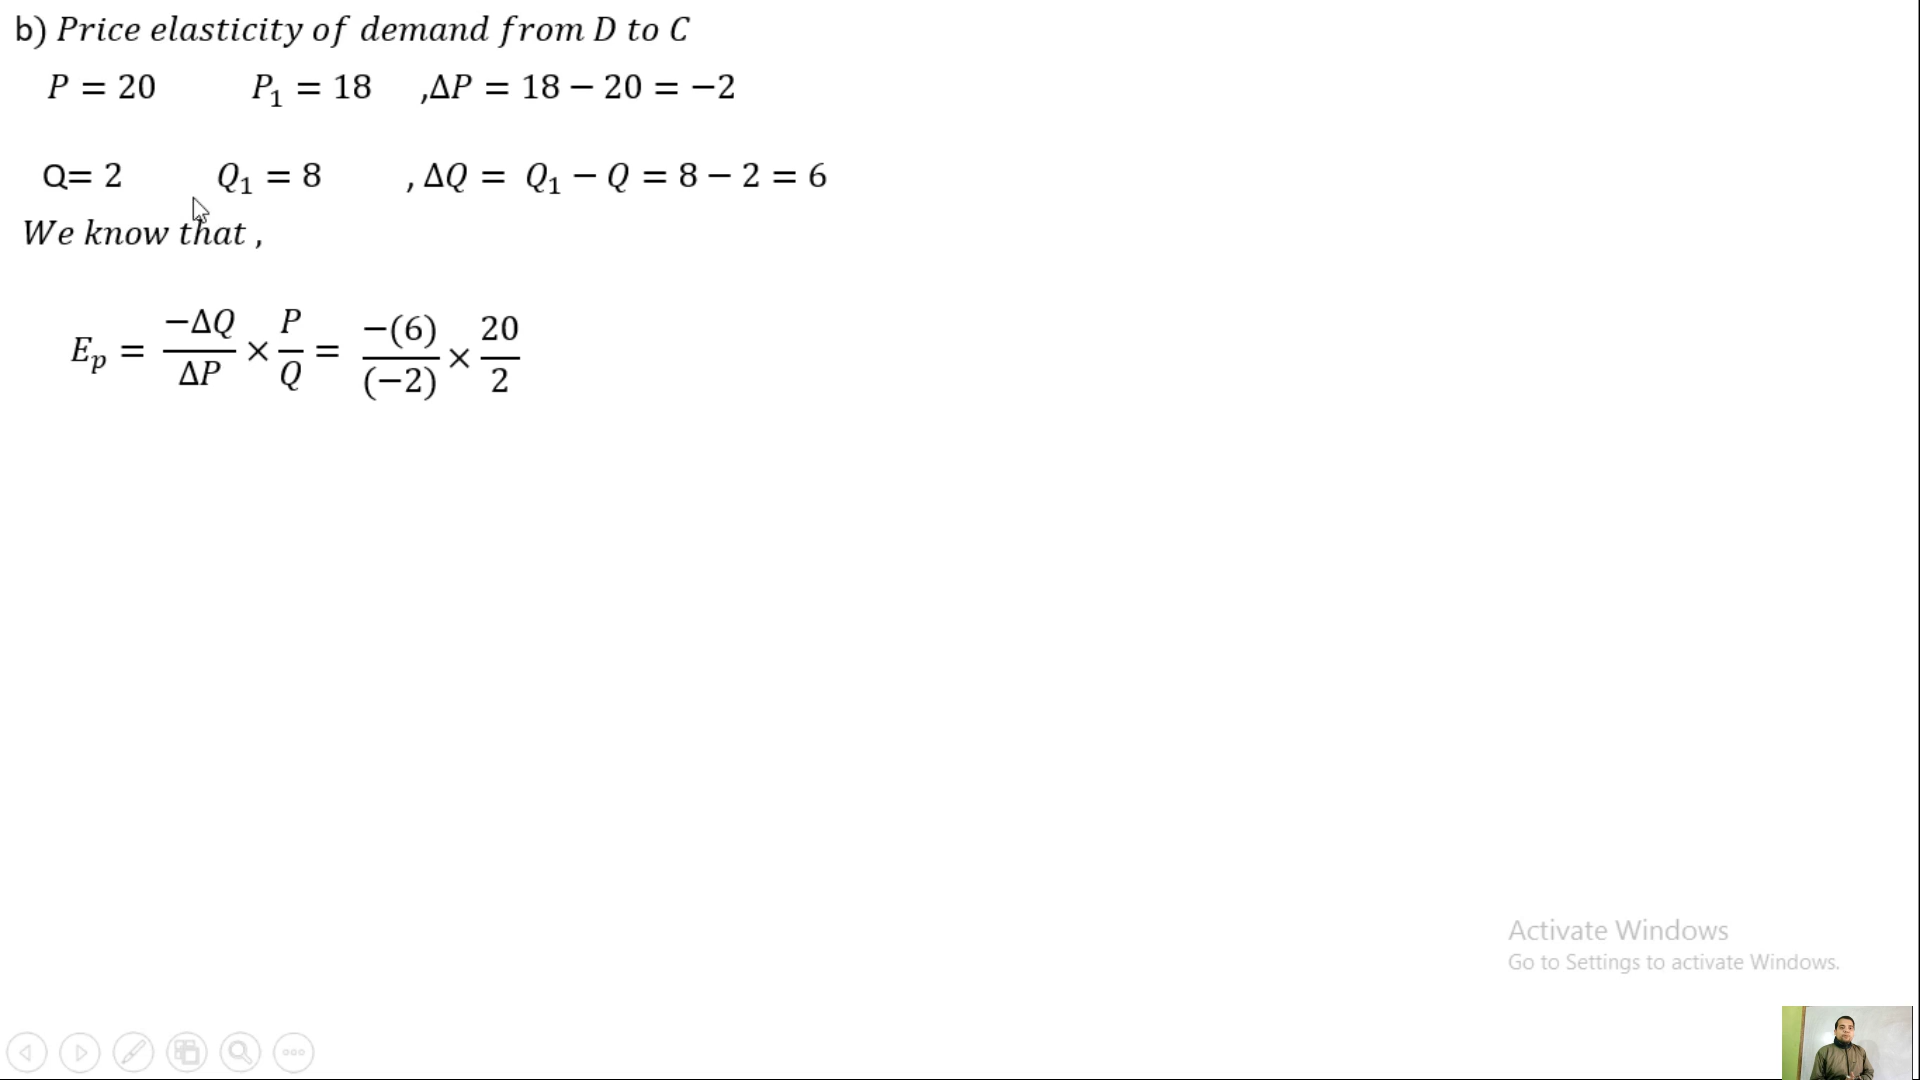 b) Price elasticity of demand from D to C
P = 20 P₁ = 18 ,ΔP = 18 − 20 = −2
Q= 2 Q₁ = 8 , ΔQ = Q₁ − Q = 8 − 2 = 6
We know that ,
Eₚ = −ΔQ/ΔP × P/Q = −(6)/(−2) × 20/2
Activate Windows
Go to Settings to activate Windows.